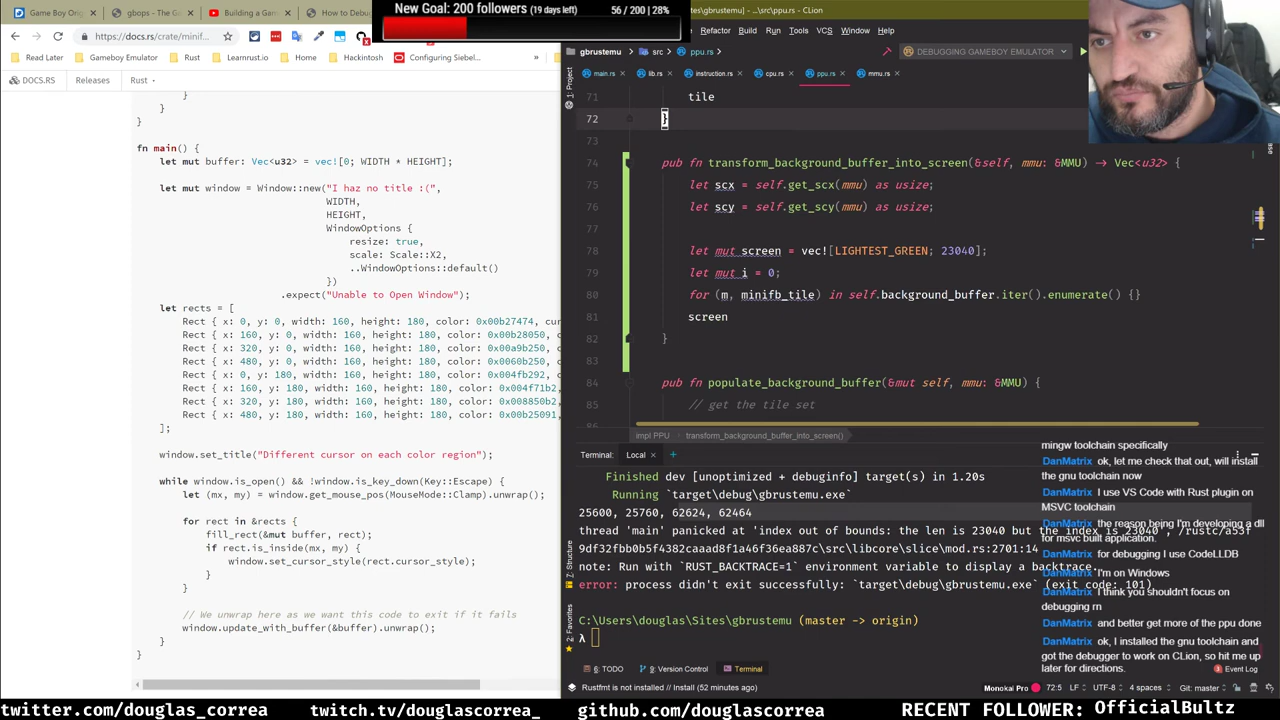 Game Boy Ori
gbops - The G
Building a Gam
How to Debug
New Goal: 200 followers (19 days left) 56 / 200 | 28%
gbrustemu] - ...\src\ppu.rs - CLion
https://docs.rs/crate/minif
Refactor Build Run Tools VCS Window Help
Read Later Gameboy Emulator Rust Learnrust.io Home Hackintosh Configuring Siebel... »
gbrustemu src ppu.rs
DEBUGGING GAMEBOY EMULATOR
DOCS.RS Releases Rust
main.rs lib.rs instruction.rs cpu.rs ppu.rs mmu.rs
}
}
}
fn main() {
let mut buffer: Vec<u32> = vec![0; WIDTH * HEIGHT];
let mut window = Window::new("I haz no title :(",
WIDTH,
HEIGHT,
WindowOptions {
resize: true,
scale: Scale::X2,
..WindowOptions::default()
})
.expect("Unable to Open Window");
let rects = [
Rect { x: 0, y: 0, width: 160, height: 180, color: 0x00b27474, cur
Rect { x: 160, y: 0, width: 160, height: 180, color: 0x00b28050,
Rect { x: 320, y: 0, width: 160, height: 180, color: 0x00a9b250,
Rect { x: 480, y: 0, width: 160, height: 180, color: 0x0060b250,
Rect { x: 0, y: 180, width: 160, height: 180, color: 0x004fb292,
Rect { x: 160, y: 180, width: 160, height: 180, color: 0x004f71b2,
Rect { x: 320, y: 180, width: 160, height: 180, color: 0x008850b2,
Rect { x: 480, y: 180, width: 160, height: 180, color: 0x00b25091,
];
window.set_title("Different cursor on each color region");
while window.is_open() && !window.is_key_down(Key::Escape) {
let (mx, my) = window.get_mouse_pos(MouseMode::Clamp).unwrap();
for rect in &rects {
fill_rect(&mut buffer, rect);
if rect.is_inside(mx, my) {
window.set_cursor_style(rect.cursor_style);
}
}
// We unwrap here as we want this code to exit if it fails
window.update_with_buffer(&buffer).unwrap();
}
}
1: Project
71 tile
72 }
73
74 pub fn transform_background_buffer_into_screen(&self, mmu: &MMU) → Vec<u32> {
75 let scx = self.get_scx(mmu) as usize;
76 let scy = self.get_scy(mmu) as usize;
77
78 let mut screen = vec![LIGHTEST_GREEN; 23040];
79 let mut i = 0;
80 for (m, minifb_tile) in self.background_buffer.iter().enumerate() {}
81 screen
82 }
83
84 pub fn populate_background_buffer(&mut self, mmu: &MMU) {
85 // get the tile set
86
impl PPU transform_background_buffer_into_screen()
Terminal: Local +
Finished dev [unoptimized + debuginfo] target(s) in 1.20s
Running `target\debug\gbrustemu.exe`
25600, 25760, 62624, 62464
thread 'main' panicked at 'index out of bounds: the len is 23040 but the index is 23040', /rustc/a53f
9df32fbb0b5f4382caaad8f1a46f36ea887c\src\libcore\slice\mod.rs:2701:14
note: Run with `RUST_BACKTRACE=1` environment variable to display a backtrace.
error: process didn't exit successfully: `target\debug\gbrustemu.exe` (exit code: 101)
C:\Users\douglas\Sites\gbrustemu (master -> origin)
λ
mingw toolchain specifically
DanMatrix ok, let me check that out, will install
the gnu toolchain now
DanMatrix I use VS Code with Rust plugin on
MSVC toolchain
DanMatrix the reason being I'm developing a dll
for msvc built application.
DanMatrix for debugging I use CodeLLDB
DanMatrix I'm on Windows
DanMatrix I think you shouldn't focus on
debugging rn
DanMatrix and better get more of the ppu done
DanMatrix ok, I installed the gnu toolchain and
got the debugger to work on CLion, so hit me up
later for directions.
7: Structure
2: Favorites
6: TODO 9: Version Control Terminal Event Log
Rustfmt is not installed // Install (52 minutes ago)
Monokai Pro 72:5 LF UTF-8 4 spaces Git: master
twitter.com/douglas_correa twitch.tv/douglascorrea_ github.com/douglascorrea RECENT FOLLOWER: OfficialBultz